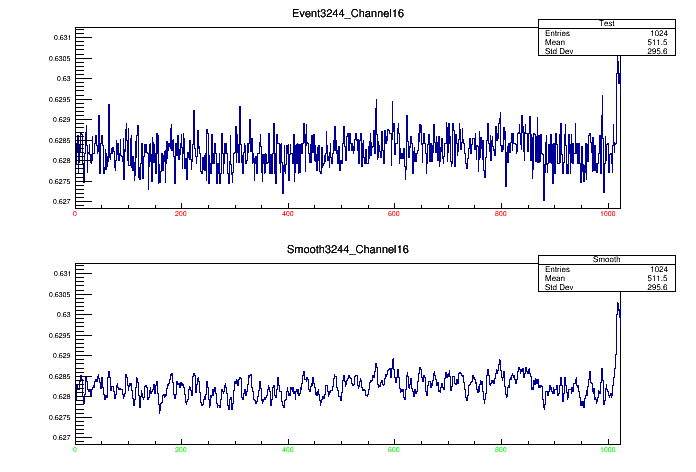 Event3244_Channel16
Test
Entries 1024
Mean 511.5
Std Dev 295.6
0.631
0.6305
0.63
0.6295
0.629
0.6285
0.628
0.6275
0.627
0 200 400 600 800 1000
Smooth3244_Channel16
Smooth
Entries 1024
Mean 511.5
Std Dev 295.6
0.631
0.6305
0.63
0.6295
0.629
0.6285
0.628
0.6275
0.627
0 200 400 600 800 1000